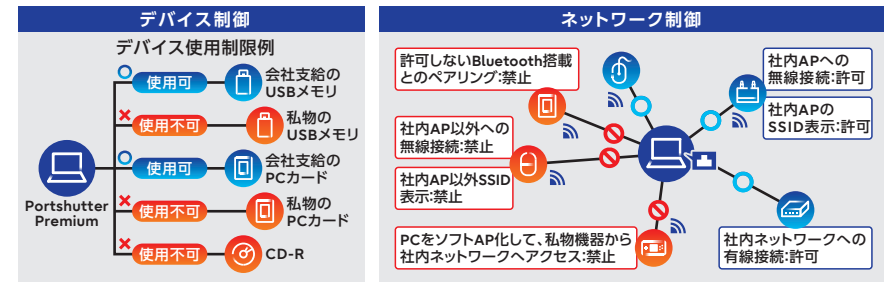 デバイス制御
デバイス使用制限例
使用可
会社支給の
USBメモリ
使用不可
私物の
USBメモリ
使用可
会社支給の
PCカード
使用不可
私物の
PCカード
使用不可
CD-R
Portshutter
Premium
ネットワーク制御
許可しないBluetooth搭載
とのペアリング:禁止
社内AP以外への
無線接続:禁止
社内AP以外SSID
表示:禁止
PCをソフトAP化して、私物機器から
社内ネットワークへアクセス:禁止
社内APへの
無線接続:許可
社内APの
SSID表示:許可
社内ネットワークへの
有線接続:許可